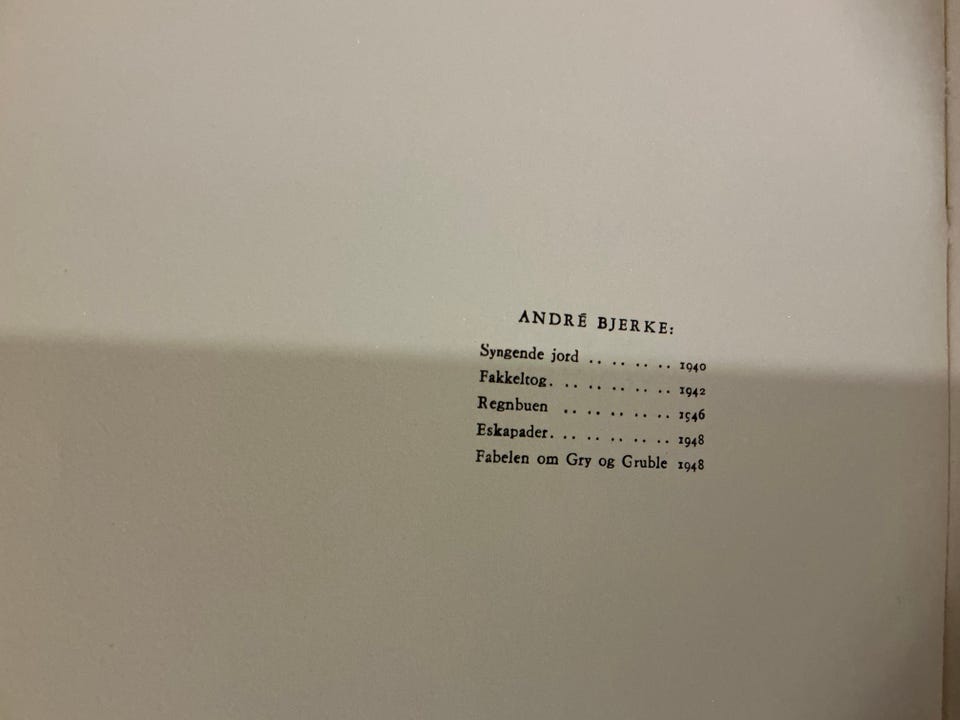 ANDRÉ BJERKE:
Syngende jord .. .. .. .. .. 1940
Fakkeltog. .. .. .. .. .. .. 1942
Regnbuen .. .. .. .. .. .. 1946
Eskapader. .. .. .. .. .. .. 1948
Fabelen om Gry og Gruble 1948